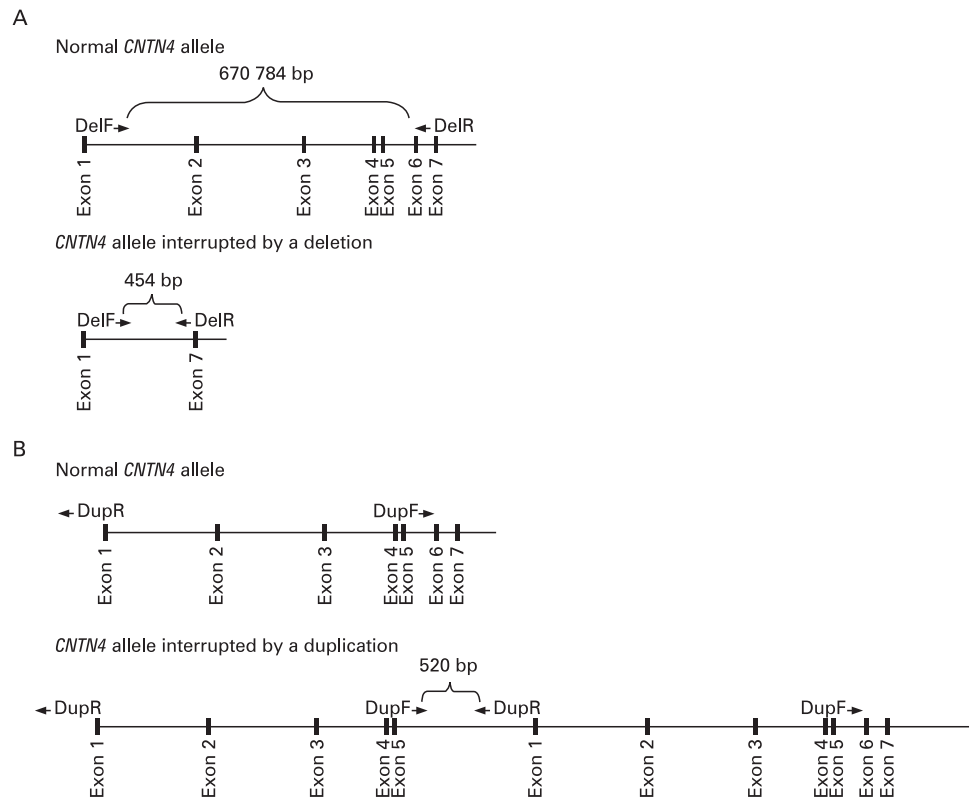 A
Normal CNTN4 allele
670 784 bp
DelF DelR
Exon 1 Exon 2 Exon 3 Exon 4 Exon 5 Exon 6 Exon 7
CNTN4 allele interrupted by a deletion
454 bp
DelF DelR
Exon 1 Exon 7
B
Normal CNTN4 allele
DupR DupF
Exon 1 Exon 2 Exon 3 Exon 4 Exon 5 Exon 6 Exon 7
CNTN4 allele interrupted by a duplication
520 bp
DupR DupF DupR DupF
Exon 1 Exon 2 Exon 3 Exon 4 Exon 5 Exon 1 Exon 2 Exon 3 Exon 4 Exon 5 Exon 6 Exon 7